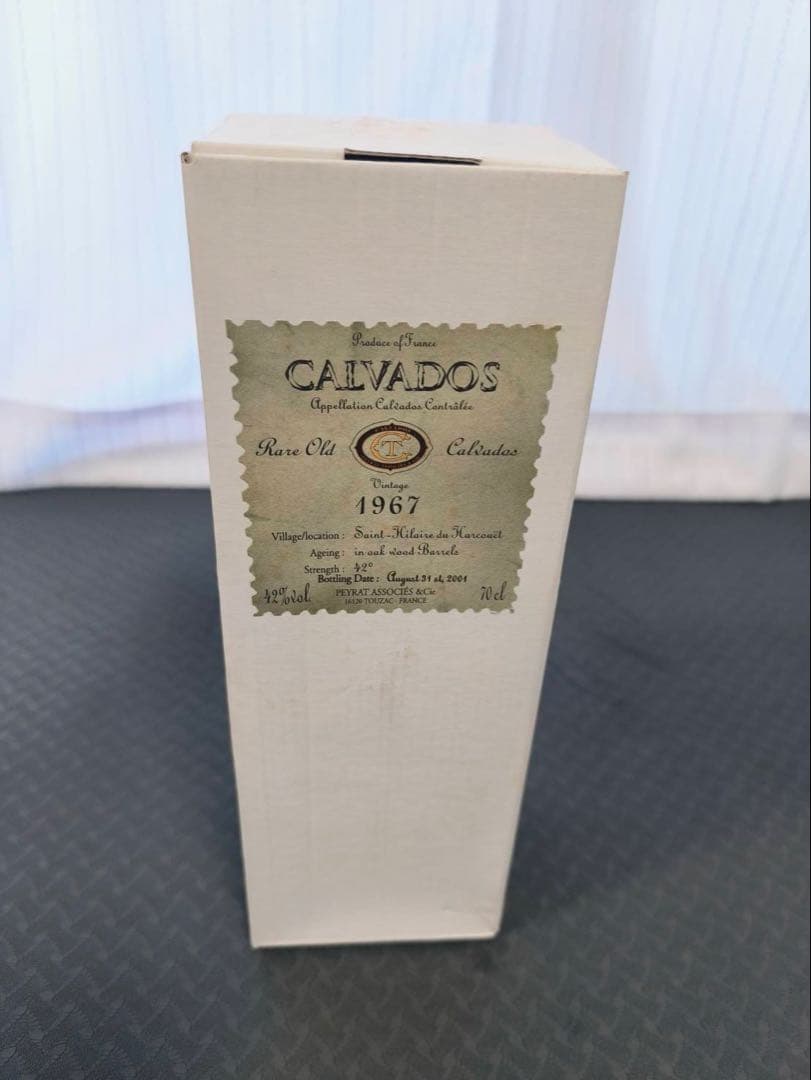 Produce of France
CALVADOS
Appellation Calvados Contrôlée
Rare Old Calvados
Vintage
1967
Village/location : Saint-Hilaire du Harcouët
Ageing : in oak wood Barrels
Strength : 42°
Bottling Date : August 31 st, 2001
42%vol. PEYRAT ASSOCIÉS &Cie 70 cl
16120 TOUZAC - FRANCE